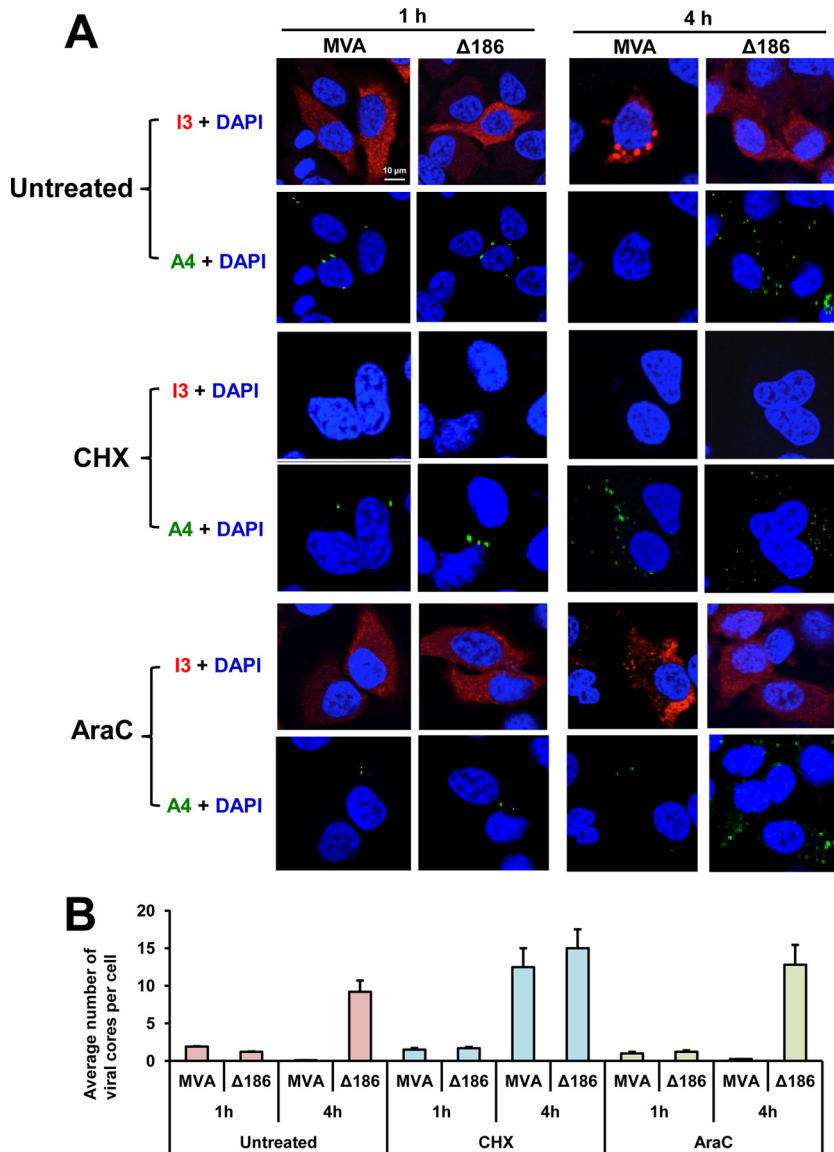 A
1 h
4 h
MVA
Δ186
MVA
Δ186
Untreated
I3 + DAPI
10 µm
A4 + DAPI
CHX
I3 + DAPI
A4 + DAPI
AraC
I3 + DAPI
A4 + DAPI
B
Average number of
viral cores per cell
20
15
10
5
0
MVA Δ186 MVA Δ186 MVA Δ186 MVA Δ186 MVA Δ186 MVA Δ186
1h 4h 1h 4h 1h 4h
Untreated CHX AraC